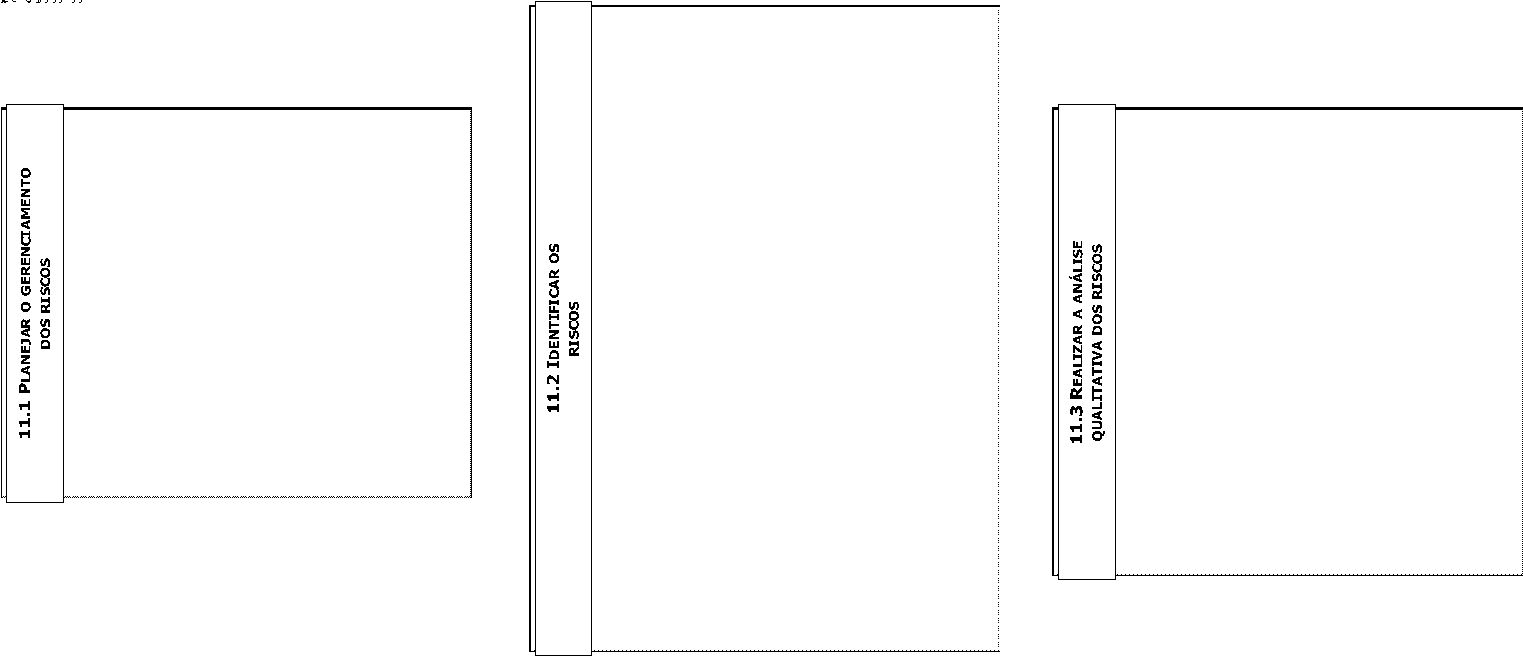 11.1 PLANEJAR O GERENCIAMENTO
DOS RISCOS
11.2 IDENTIFICAR OS
RISCOS
11.3 REALIZAR A ANÁLISE
QUALITATIVA DOS RISCOS